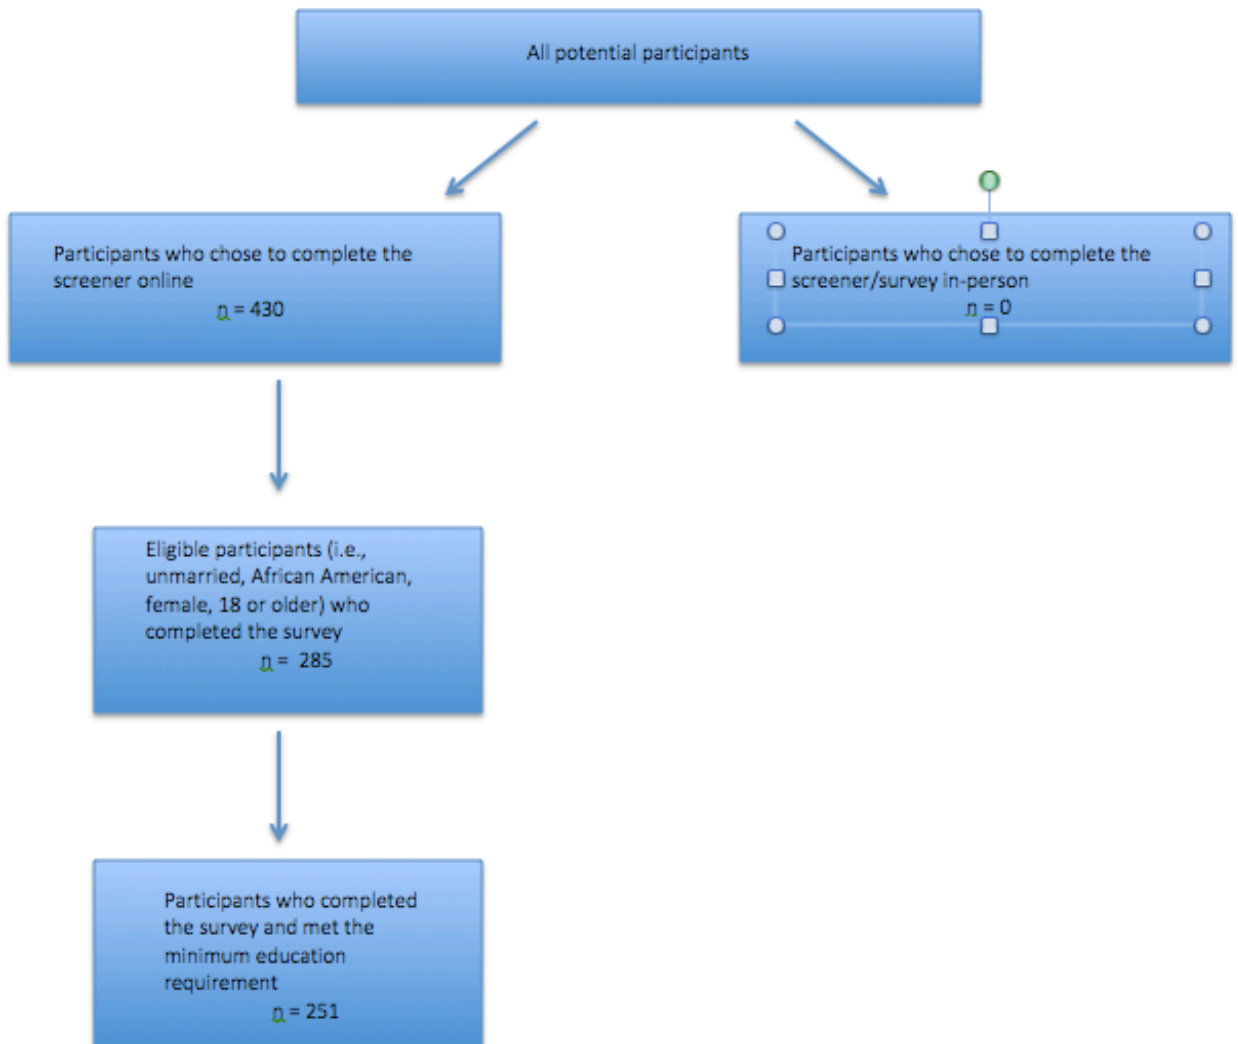 All potential participants
Participants who chose to complete the
screener online
n = 430
Participants who chose to complete the
screener/survey in-person
n = 0
Eligible participants (i.e.,
unmarried, African American,
female, 18 or older) who
completed the survey
n =  285
Participants who completed
the survey and met the
minimum education
requirement
n = 251